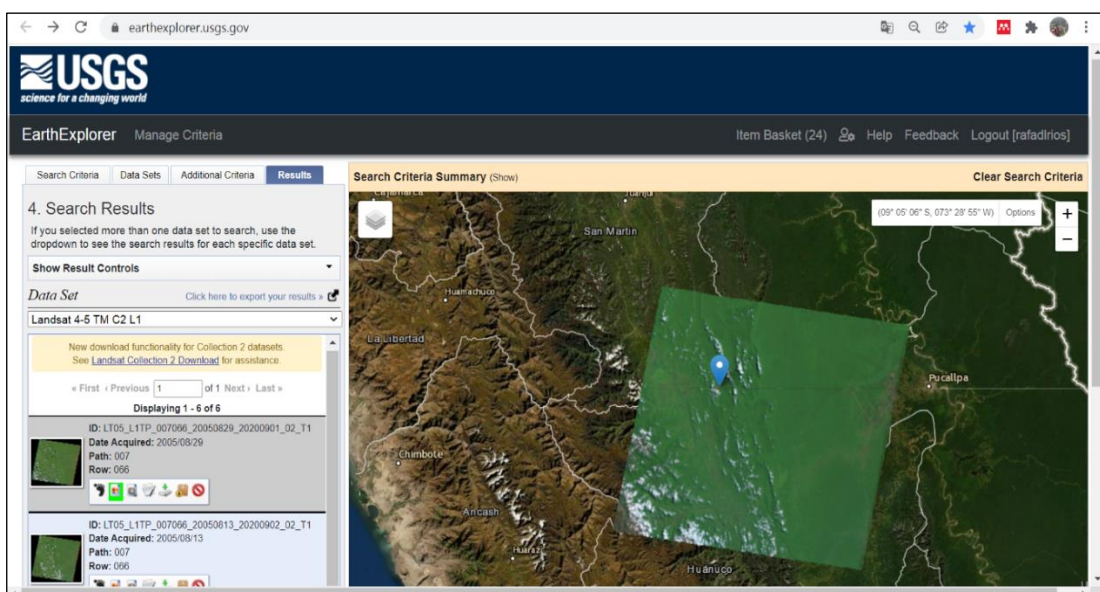 earthexplorer.usgs.gov
USGS
science for a changing world
EarthExplorer Manage Criteria
Item Basket (24) Help Feedback Logout [rafadlrios]
Search Criteria Data Sets Additional Criteria Results
4. Search Results
If you selected more than one data set to search, use the
dropdown to see the search results for each specific data set.
Show Result Controls
Data Set Click here to export your results »
Landsat 4-5 TM C2 L1
New download functionality for Collection 2 datasets.
See Landsat Collection 2 Download for assistance.
« First ‹ Previous 1 of 1 Next › Last »
Displaying 1 - 6 of 6
ID: LT05_L1TP_007066_20050829_20200901_02_T1
Date Acquired: 2005/08/29
Path: 007
Row: 066
ID: LT05_L1TP_007066_20050813_20200902_02_T1
Date Acquired: 2005/08/13
Path: 007
Row: 066
Search Criteria Summary (Show) Clear Search Criteria
(09° 05' 06" S, 073° 28' 55" W) Options
+
−
Cajamarca
San Martin
Huamachuco
La Libertad
Pucallpa
Chimbote
Ancash
Huaraz
Huánuco